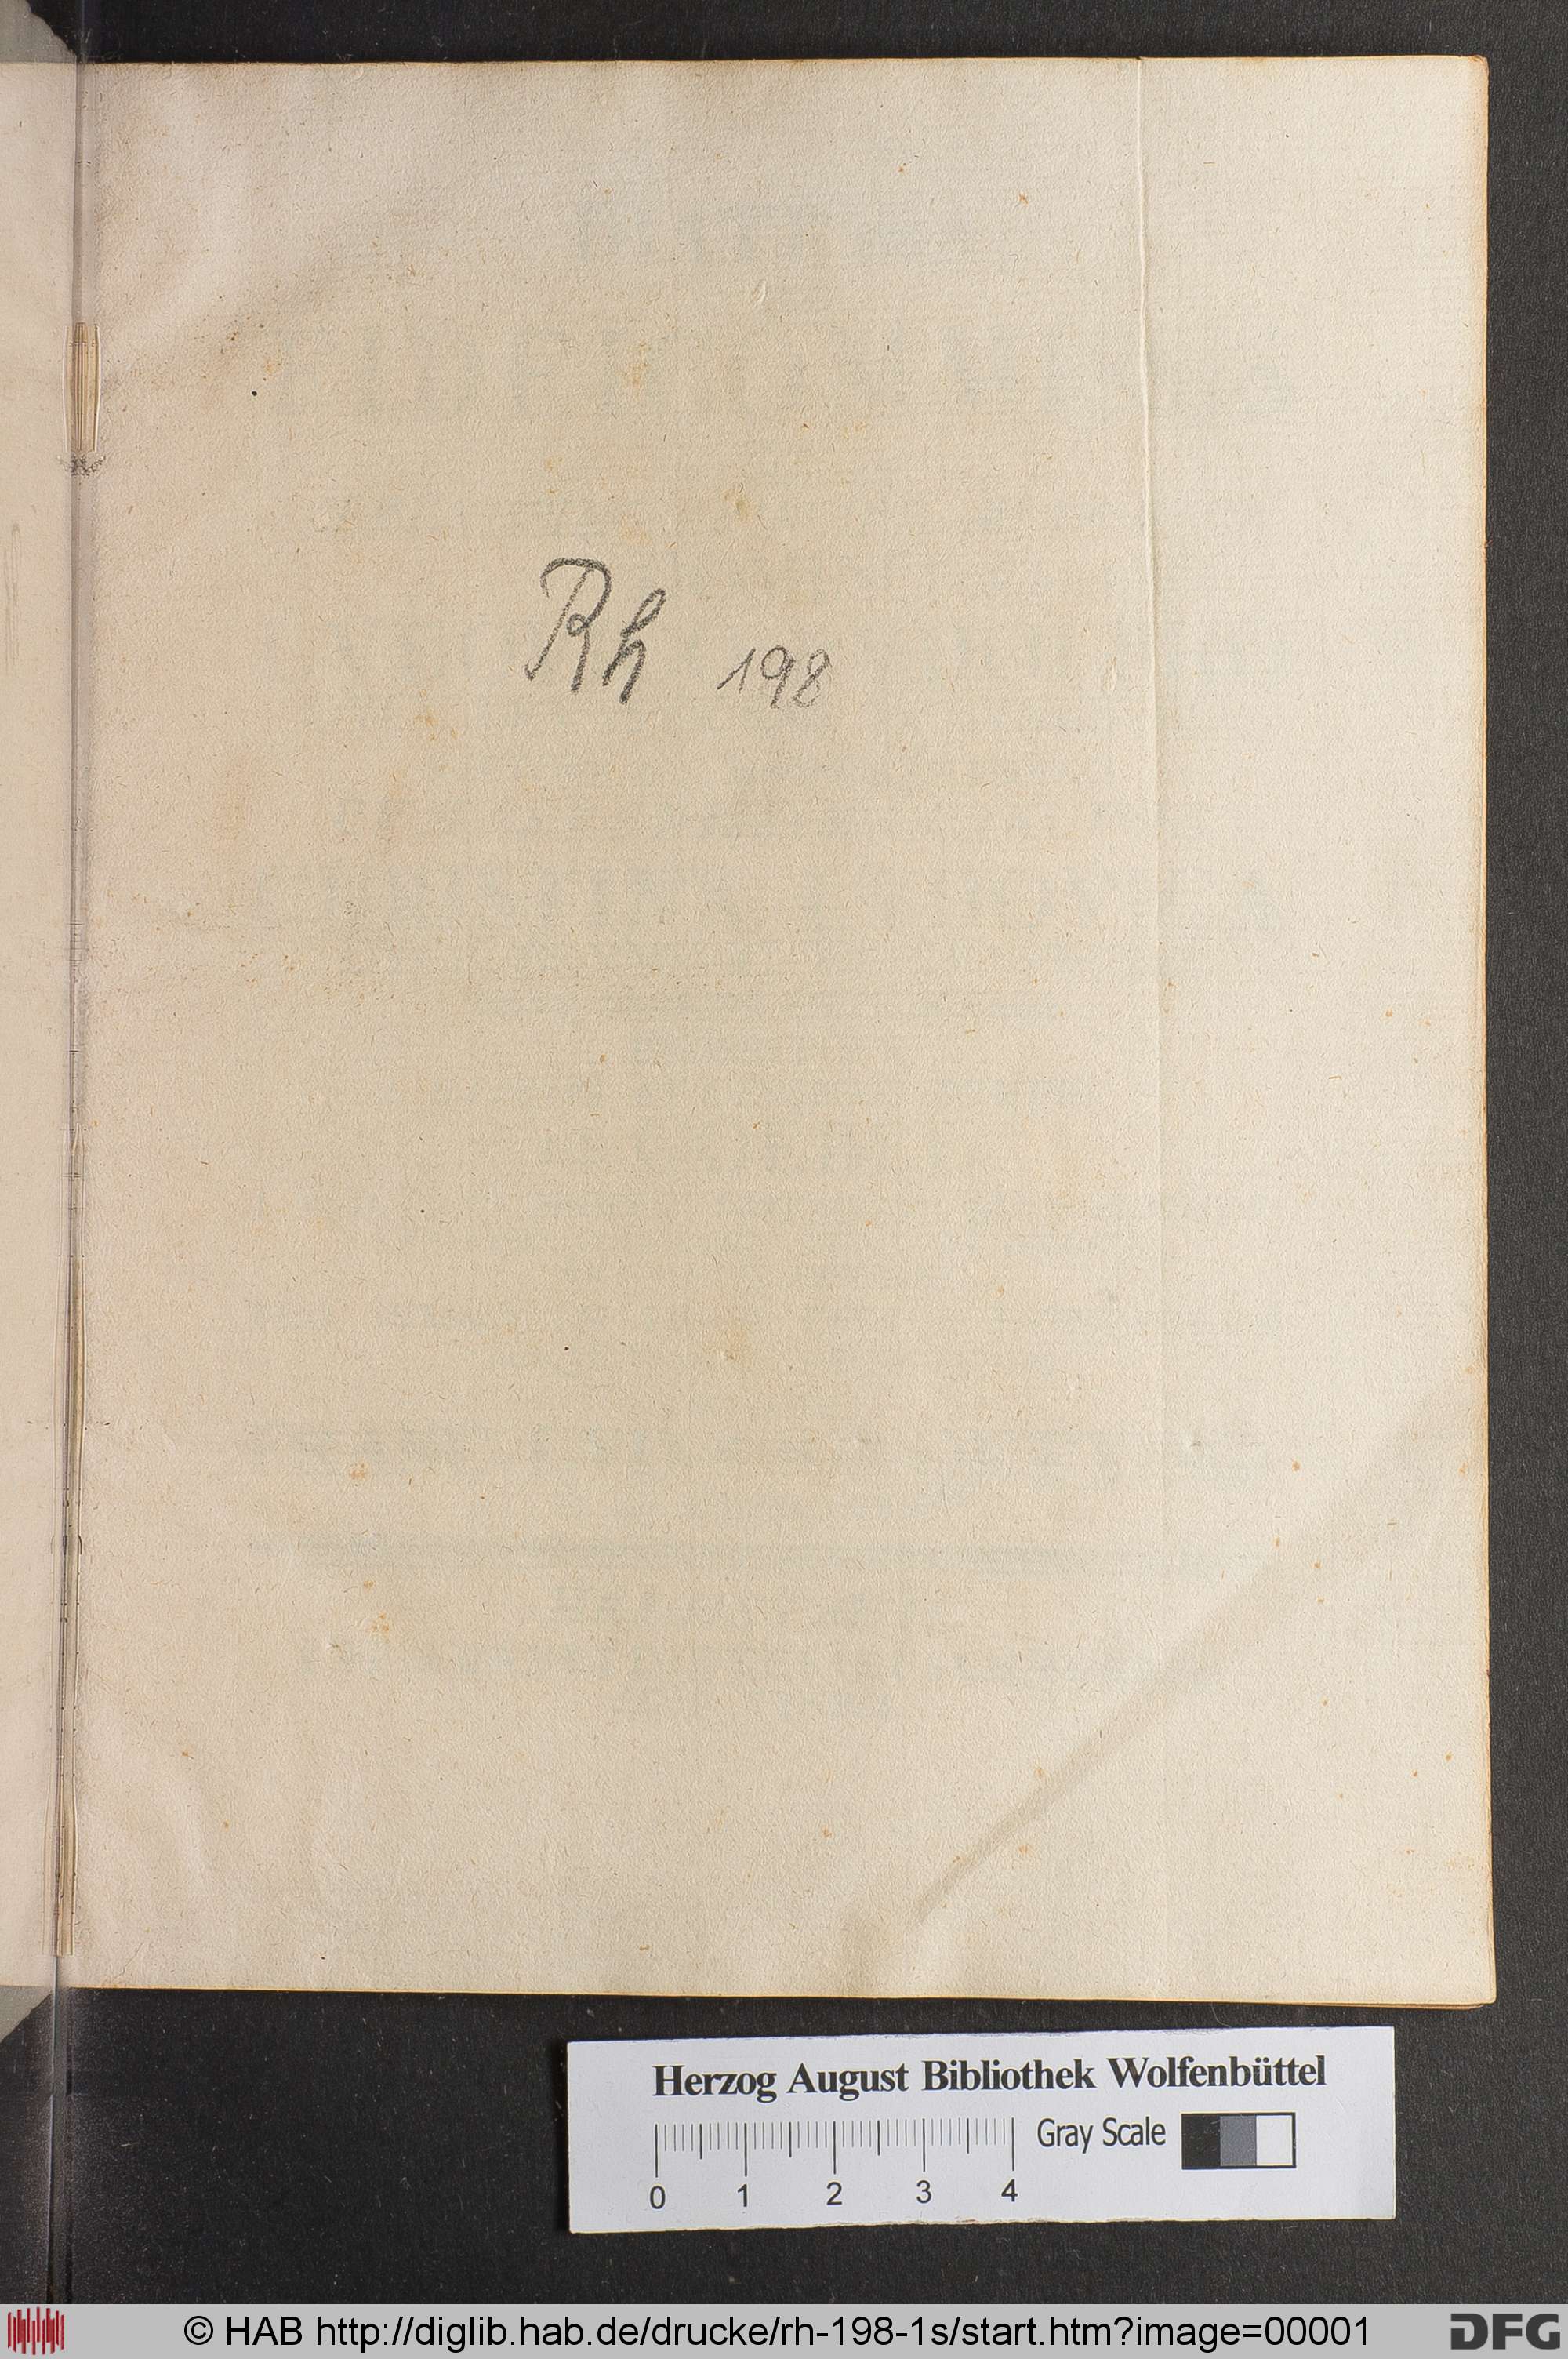 Rh 198
Herzog August Bibliothek Wolfenbüttel
Gray Scale
0 1 2 3 4
© HAB http://diglib.hab.de/drucke/rh-198-1s/start.htm?image=00001
DFG